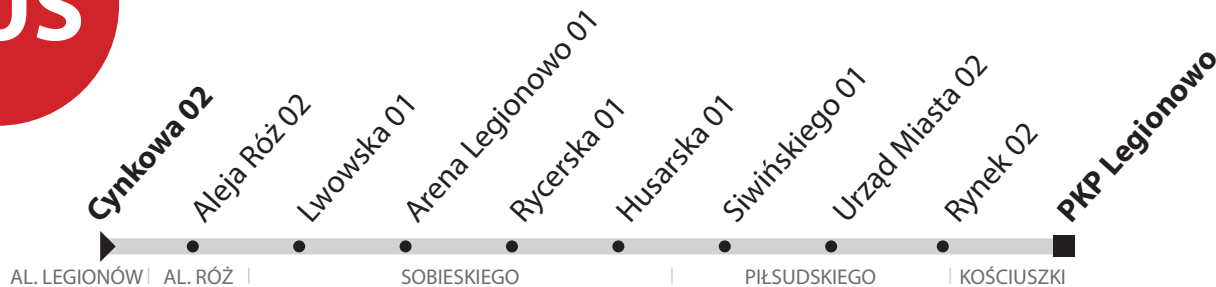 Cynkowa 02
Aleja Róż 02
Lwowska 01
Arena Legionowo 01
Rycerska 01
Husarska 01
Siwińskiego 01
Urząd Miasta 02
Rynek 02
PKP Legionowo
AL. LEGIONÓW AL. RÓŻ SOBIESKIEGO PIŁSUDSKIEGO KOŚCIUSZKI